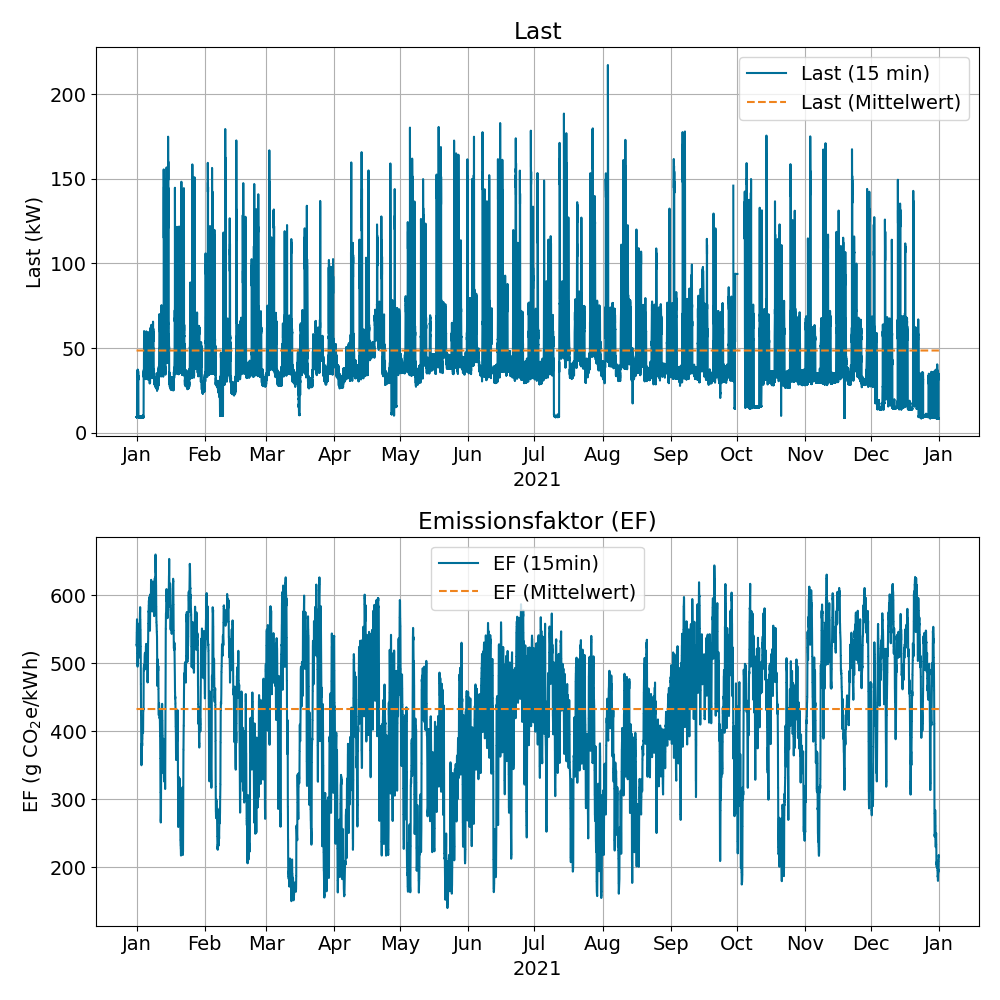 Last
Last (kW)
200
150
100
50
0
Last (15 min)
Last (Mittelwert)
Jan Feb Mar Apr May Jun Jul Aug Sep Oct Nov Dec Jan
2021
Emissionsfaktor (EF)
EF (g CO₂e/kWh)
600
500
400
300
200
EF (15min)
EF (Mittelwert)
Jan Feb Mar Apr May Jun Jul Aug Sep Oct Nov Dec Jan
2021